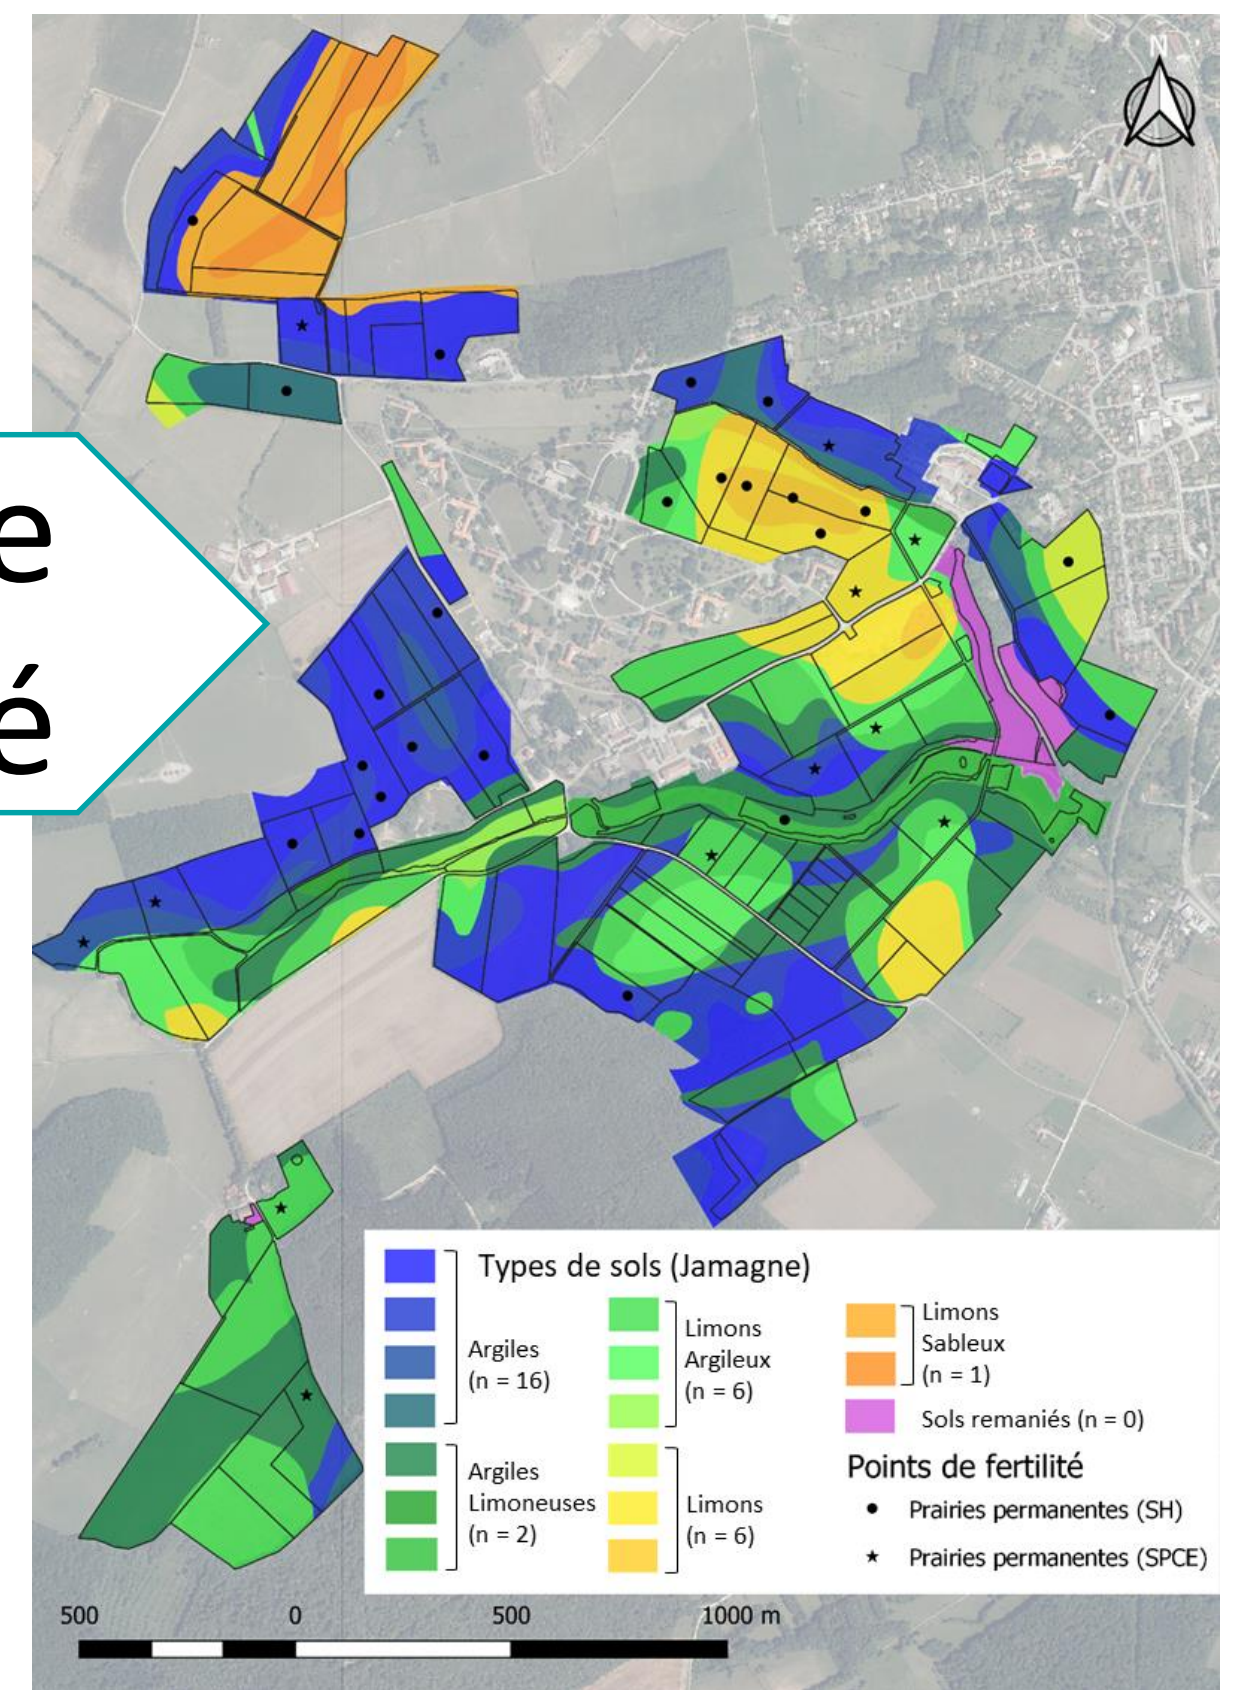 N
e
é
Types de sols (Jamagne)
Argiles
(n = 16)
Limons
Argileux
(n = 6)
Limons
Sableux
(n = 1)
Sols remaniés (n = 0)
Argiles
Limoneuses
(n = 2)
Limons
(n = 6)
Points de fertilité
Prairies permanentes (SH)
Prairies permanentes (SPCE)
500 0 500 1000 m